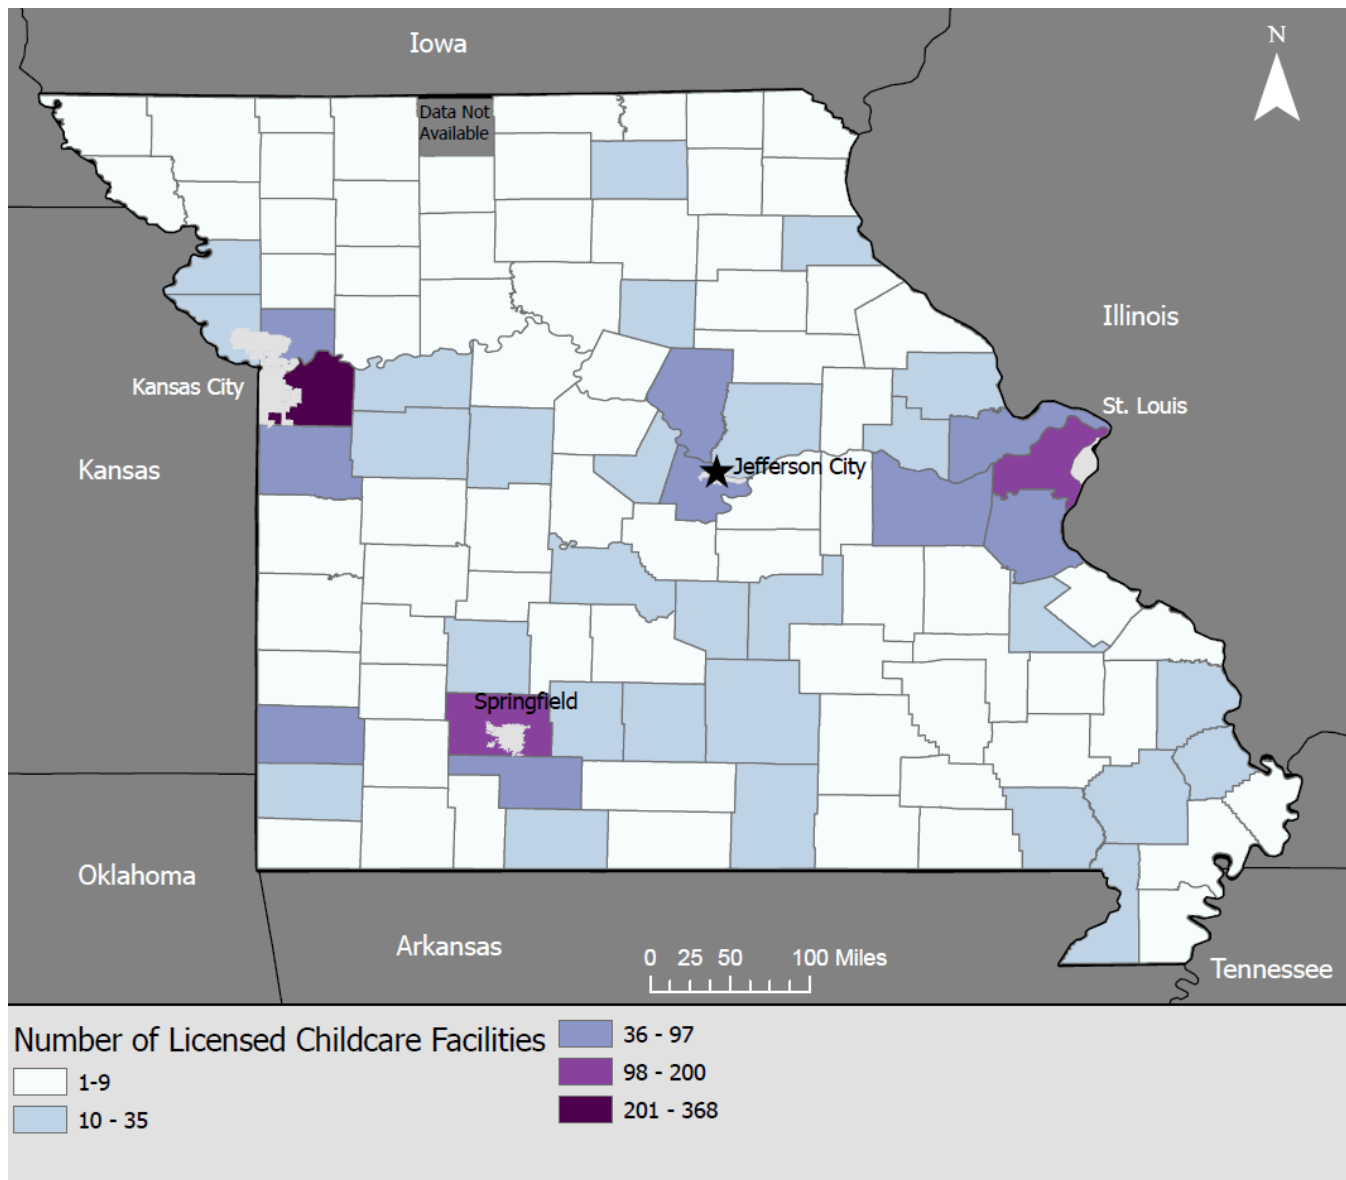 Iowa
N
Data Not
Available
Illinois
Kansas City
St. Louis
Kansas
Jefferson City
Springfield
Oklahoma
Arkansas
0 25 50 100 Miles
Tennessee
Number of Licensed Childcare Facilities
1-9
10 - 35
36 - 97
98 - 200
201 - 368